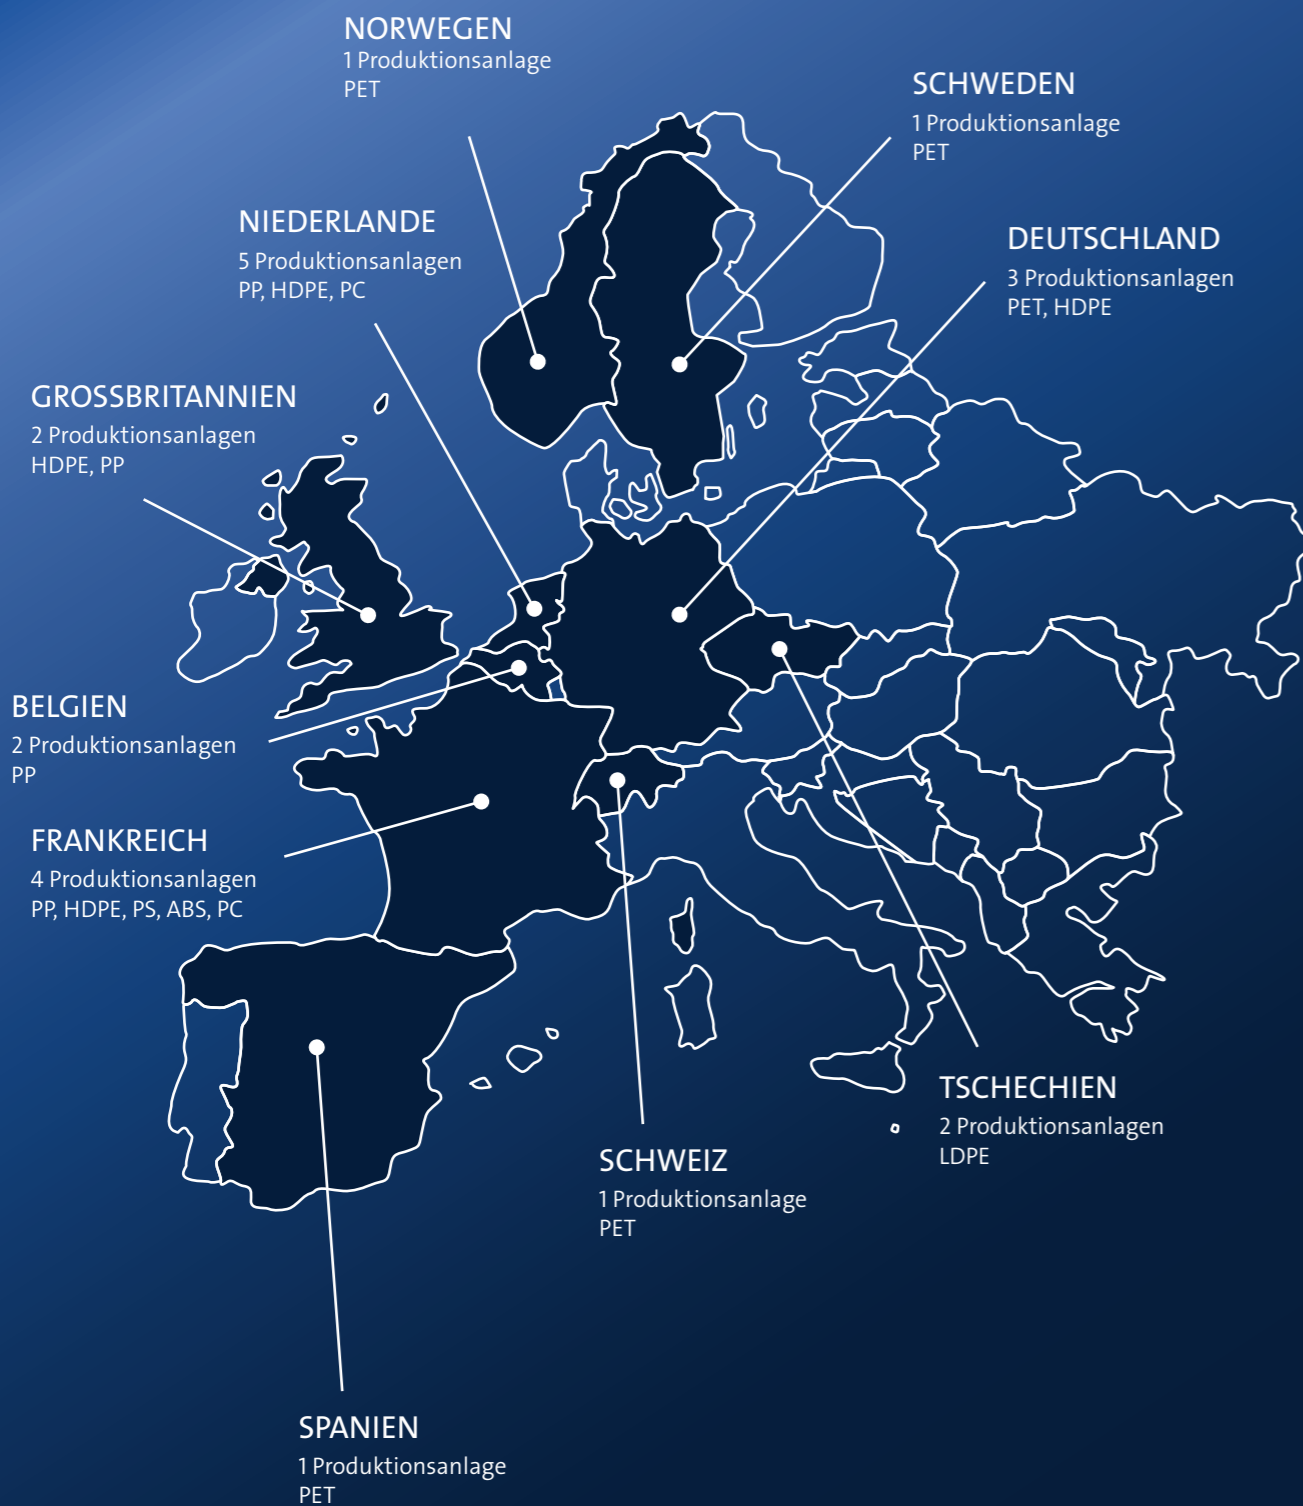 NORWEGEN
1 Produktionsanlage
PET
SCHWEDEN
1 Produktionsanlage
PET
NIEDERLANDE
5 Produktionsanlagen
PP, HDPE, PC
DEUTSCHLAND
3 Produktionsanlagen
PET, HDPE
GROSSBRITANNIEN
2 Produktionsanlagen
HDPE, PP
BELGIEN
2 Produktionsanlagen
PP
FRANKREICH
4 Produktionsanlagen
PP, HDPE, PS, ABS, PC
TSCHECHIEN
2 Produktionsanlagen
LDPE
SCHWEIZ
1 Produktionsanlage
PET
SPANIEN
1 Produktionsanlage
PET